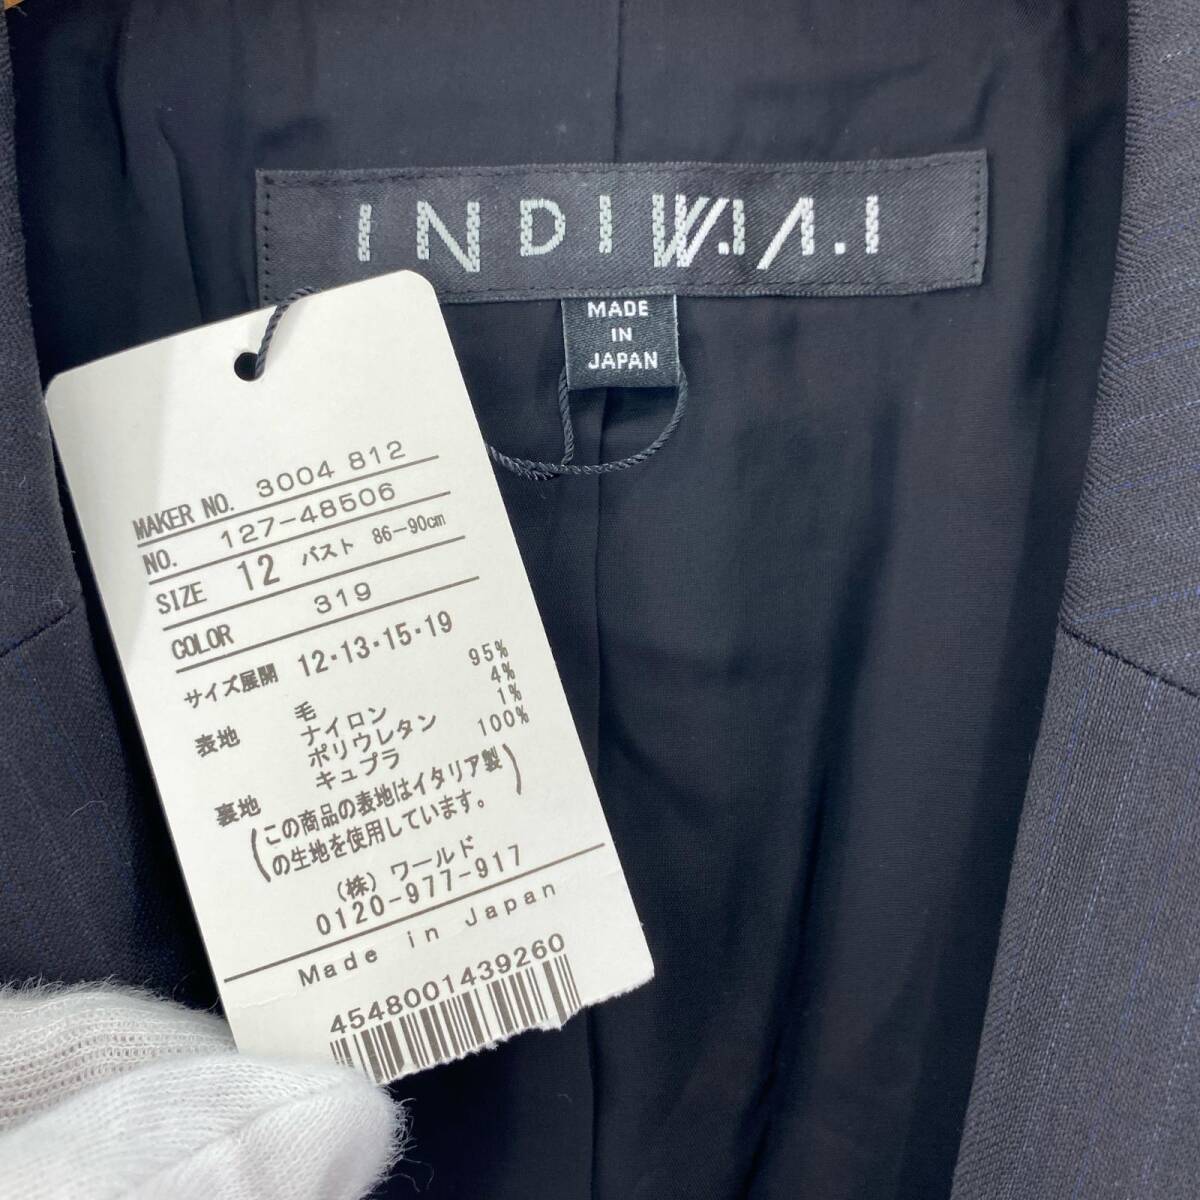 INDIVI W.I.A.I
MADE
IN
JAPAN
MAKER NO. 3004 812
NO. 127-48506
SIZE 12 バスト 86-90cm
COLOR 319
サイズ展開 12・13・15・19
表地 毛 95%
ナイロン 4%
ポリウレタン 1%
裏地 キュプラ 100%
(この商品の表地はイタリア製
の生地を使用しています。)
(株) ワールド
0120-977-917
Made in Japan
4548001439260